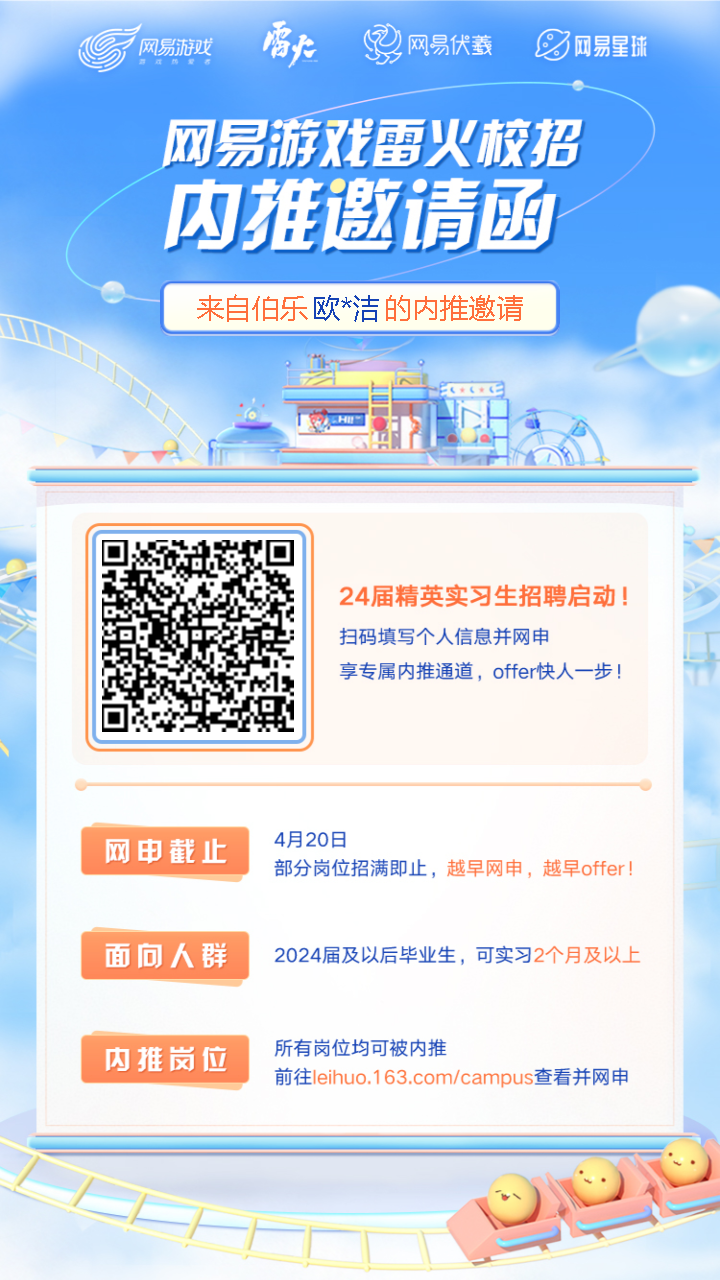 网易游戏
游戏热爱者
雷火
网易伏羲
网易星球
网易游戏雷火校招
内推邀请函
来自伯乐 欧*洁 的内推邀请
HI!
24届精英实习生招聘启动！
扫码填写个人信息并网申
享专属内推通道，offer快人一步！
网申截止
4月20日
部分岗位招满即止，越早网申，越早offer！
面向人群
2024届及以后毕业生，可实习2个月及以上
内推岗位
所有岗位均可被内推
前往leihuo.163.com/campus查看并网申